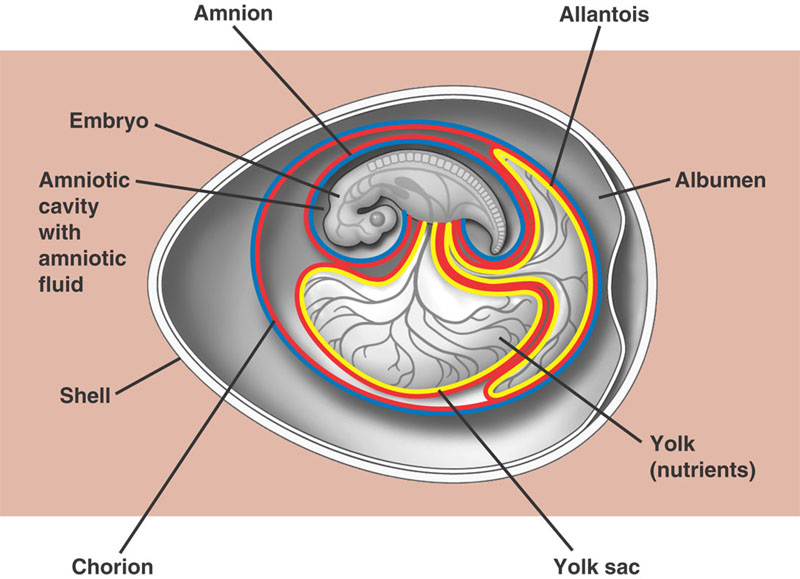 Amnion
Allantois
Embryo
Amniotic
cavity
with
amniotic
fluid
Albumen
Shell
Yolk
(nutrients)
Chorion
Yolk sac